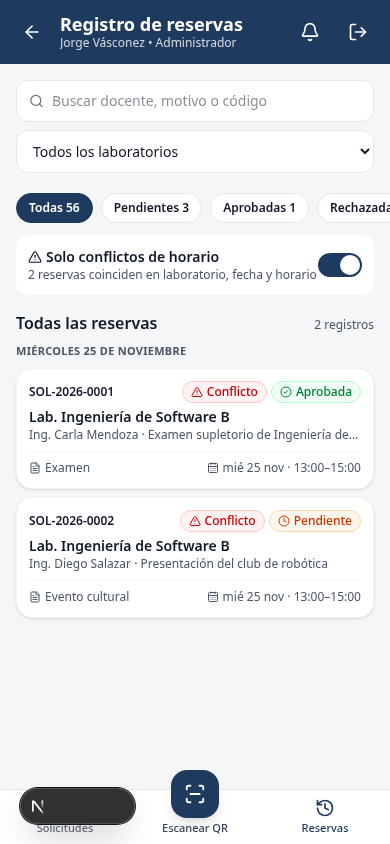 Registro de reservas
Jorge Vásconez • Administrador
Buscar docente, motivo o código
Todos los laboratorios
Todas 56 Pendientes 3 Aprobadas 1 Rechazada
Solo conflictos de horario
2 reservas coinciden en laboratorio, fecha y horario
Todas las reservas 2 registros
MIÉRCOLES 25 DE NOVIEMBRE
SOL-2026-0001 Conflicto Aprobada
Lab. Ingeniería de Software B
Ing. Carla Mendoza · Examen supletorio de Ingeniería de...
Examen mié 25 nov · 13:00–15:00
SOL-2026-0002 Conflicto Pendiente
Lab. Ingeniería de Software B
Ing. Diego Salazar · Presentación del club de robótica
Evento cultural mié 25 nov · 13:00–15:00
N
Solicitudes Escanear QR Reservas